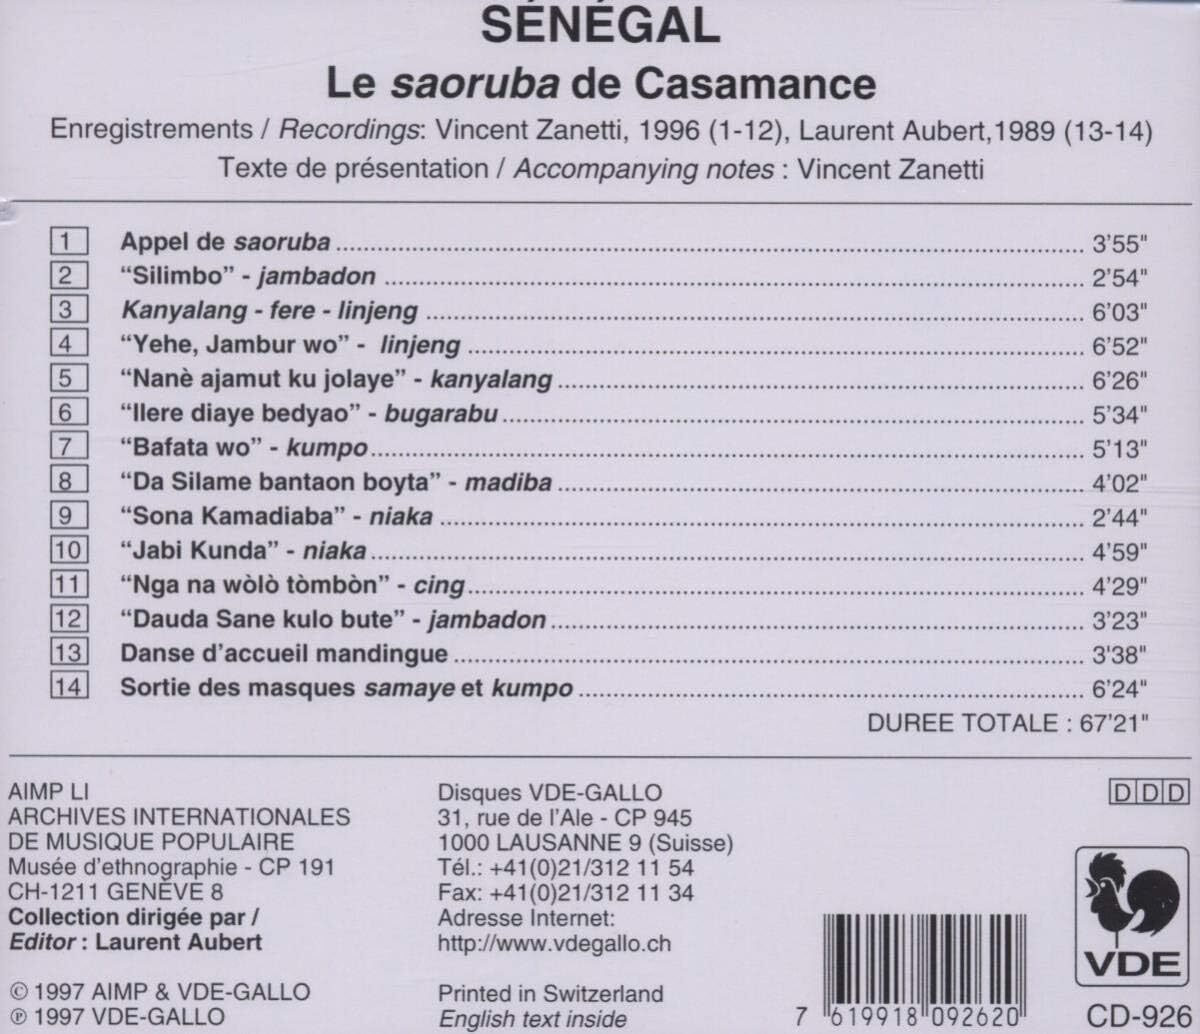 SÉNÉGAL
Le saoruba de Casamance
Enregistrements / Recordings: Vincent Zanetti, 1996 (1-12), Laurent Aubert,1989 (13-14)
Texte de présentation / Accompanying notes : Vincent Zanetti
1 Appel de saoruba 3'55"
2 “Silimbo” - jambadon 2'54"
3 Kanyalang - fere - linjeng 6'03"
4 “Yehe, Jambur wo” - linjeng 6'52"
5 “Nanè ajamut ku jolaye” - kanyalang 6'26"
6 “Ilere diaye bedyao” - bugarabu 5'34"
7 “Bafata wo” - kumpo 5'13"
8 “Da Silame bantaon boyta” - madiba 4'02"
9 “Sona Kamadiaba” - niaka 2'44"
10 “Jabi Kunda” - niaka 4'59"
11 “Nga na wòlò tòmbòn” - cing 4'29"
12 “Dauda Sane kulo bute” - jambadon 3'23"
13 Danse d'accueil mandingue 3'38"
14 Sortie des masques samaye et kumpo 6'24"
DUREE TOTALE : 67'21"
AIMP LI
ARCHIVES INTERNATIONALES
DE MUSIQUE POPULAIRE
Musée d'ethnographie - CP 191
CH-1211 GENÈVE 8
Collection dirigée par /
Editor : Laurent Aubert
© 1997 AIMP & VDE-GALLO
℗ 1997 VDE-GALLO
Disques VDE-GALLO
31, rue de l'Ale - CP 945
1000 LAUSANNE 9 (Suisse)
Tél.: +41(0)21/312 11 54
Fax: +41(0)21/312 11 34
Adresse Internet:
http://www.vdegallo.ch
Printed in Switzerland
English text inside
DDD
VDE
7 619918 092620
CD-926